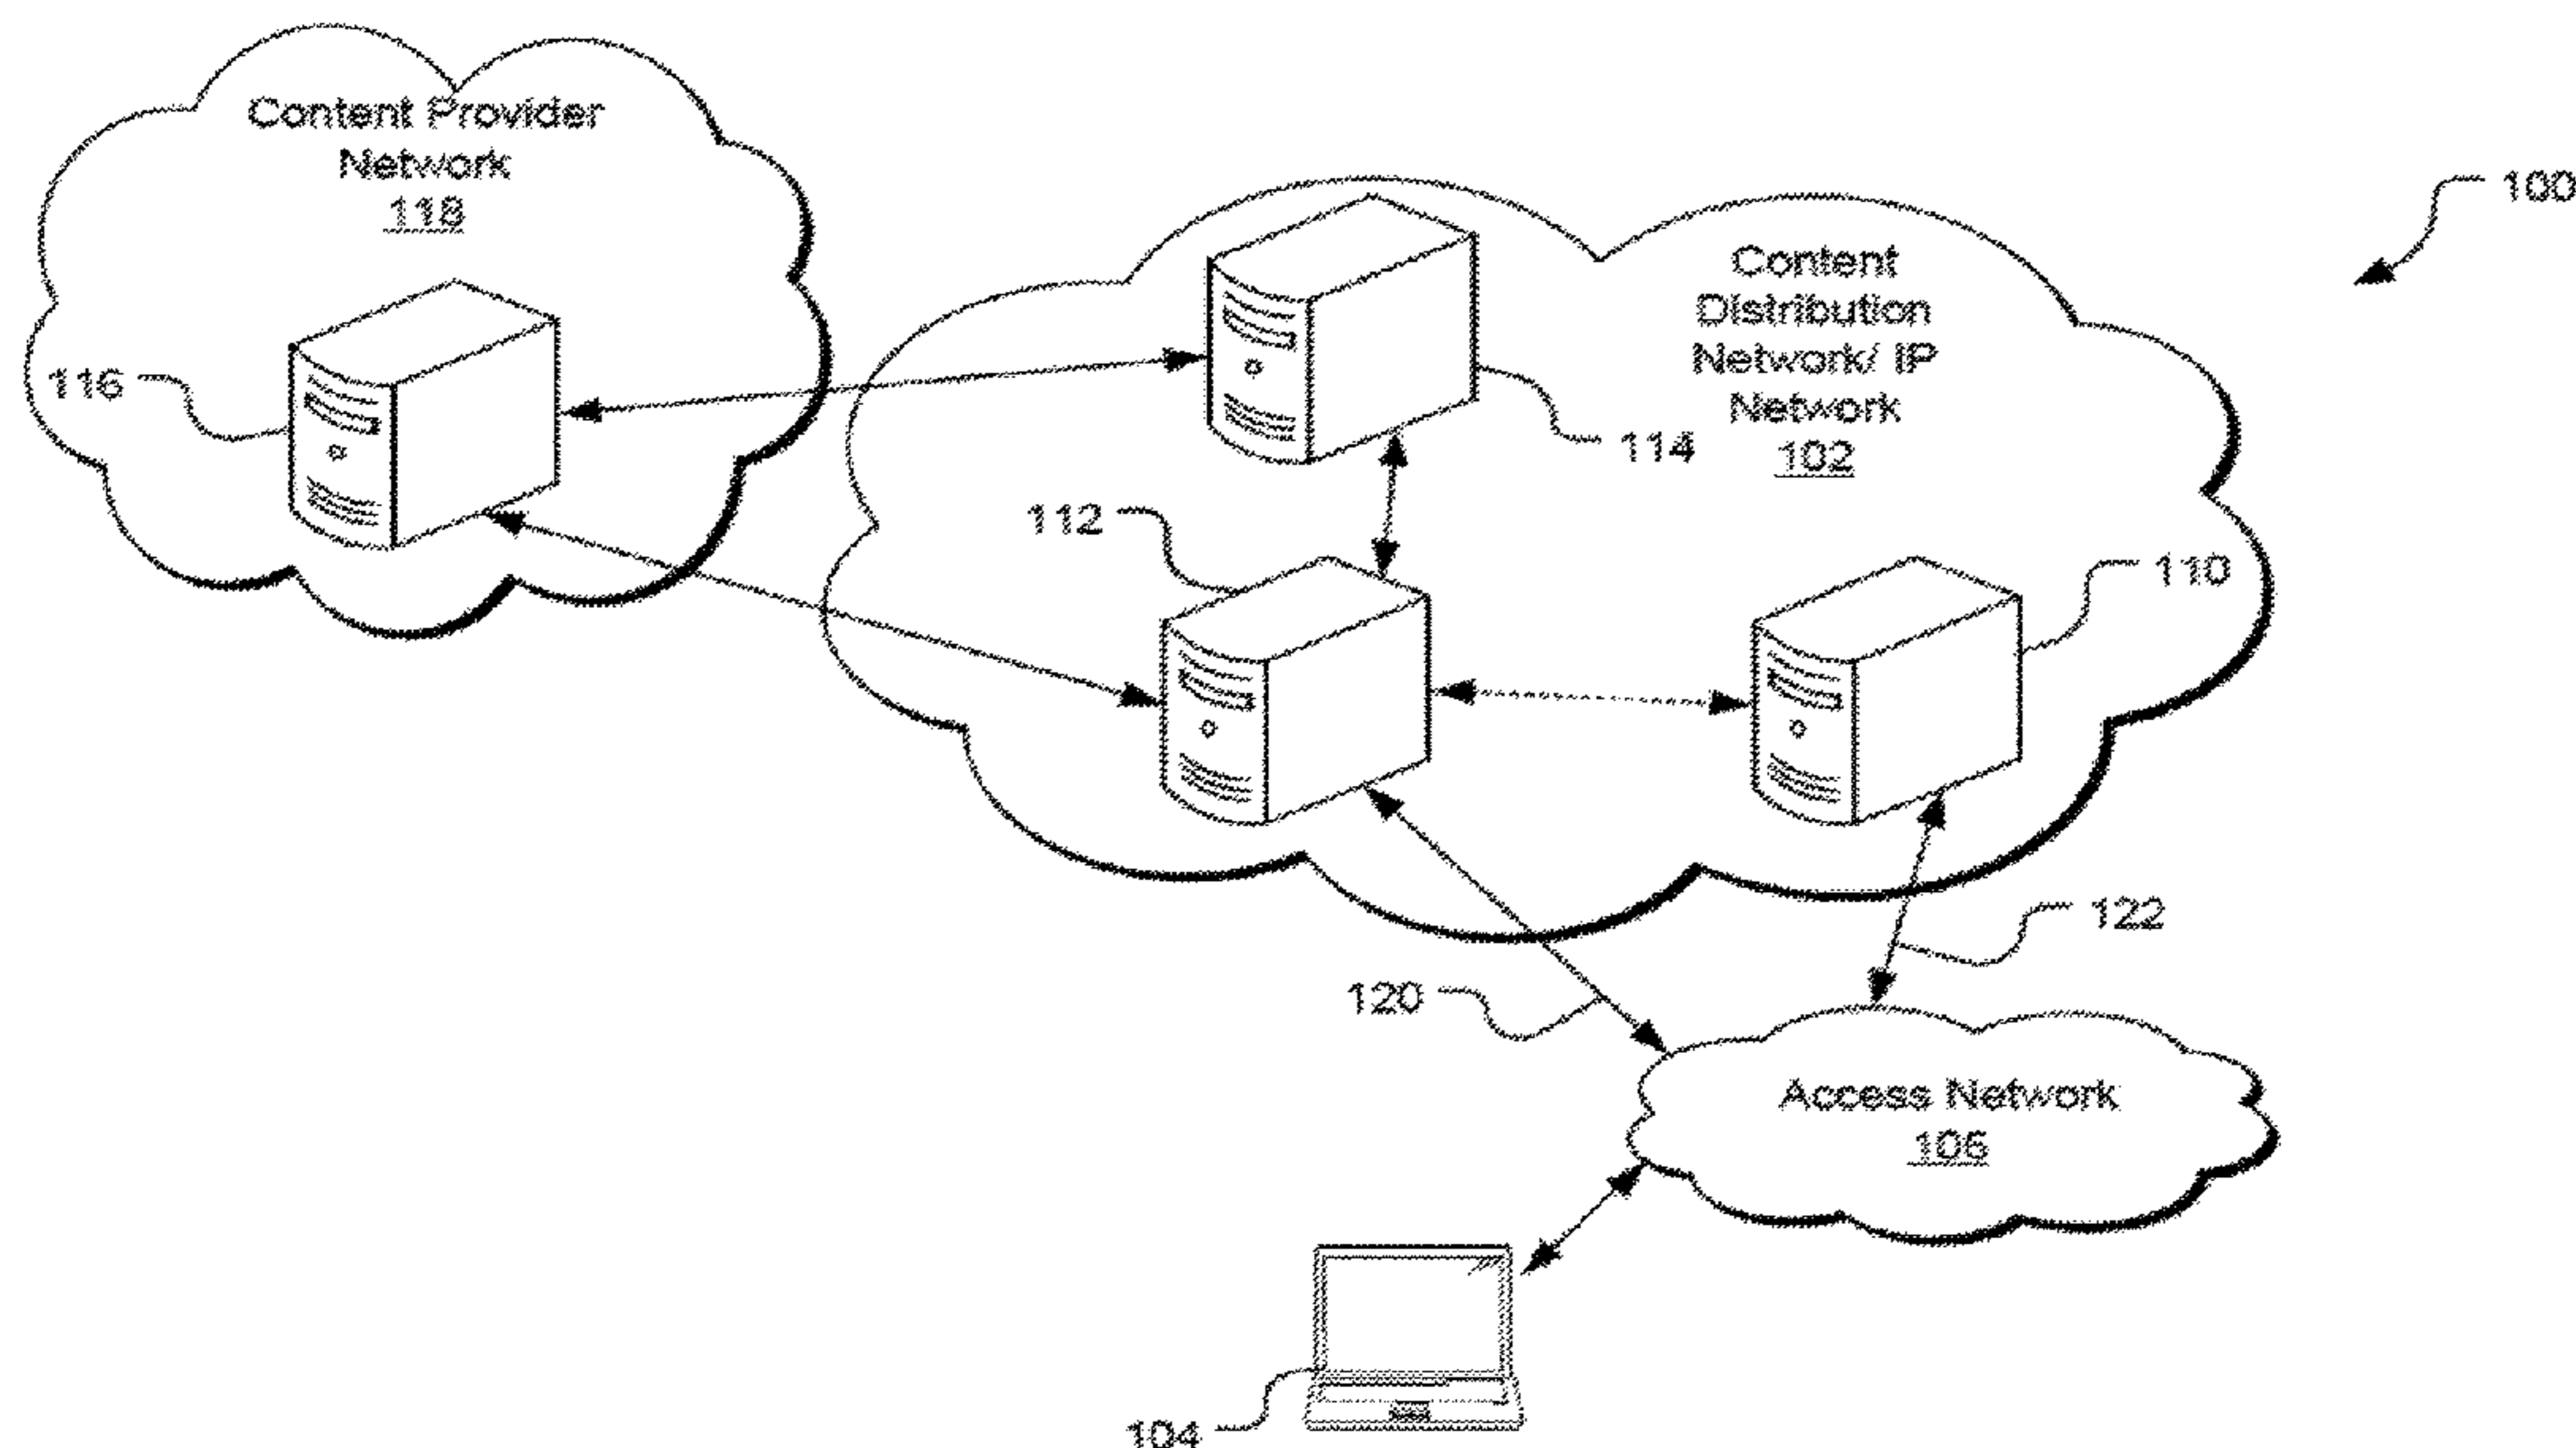 Content Provider
Network
118
100
Content
Distribution
Network/ IP
Network
102
116
114
112
110
122
120
Access Network
106
104